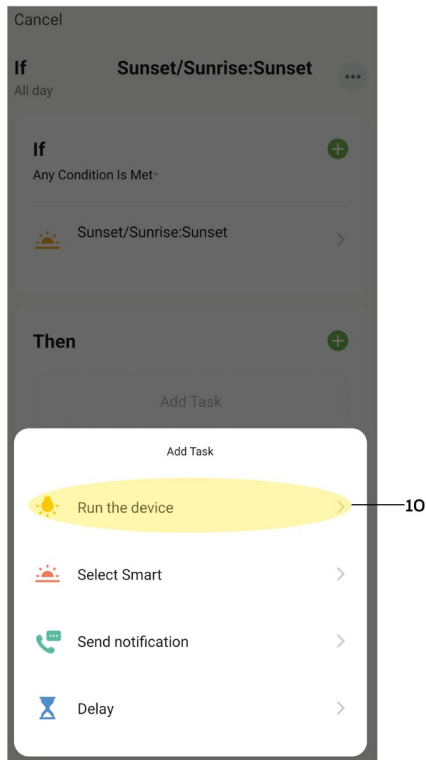 Cancel
If Sunset/Sunrise:Sunset
All day
If
Any Condition Is Met
Sunset/Sunrise:Sunset
Then
Add Task
Add Task
Run the device 10
Select Smart
Send notification
Delay